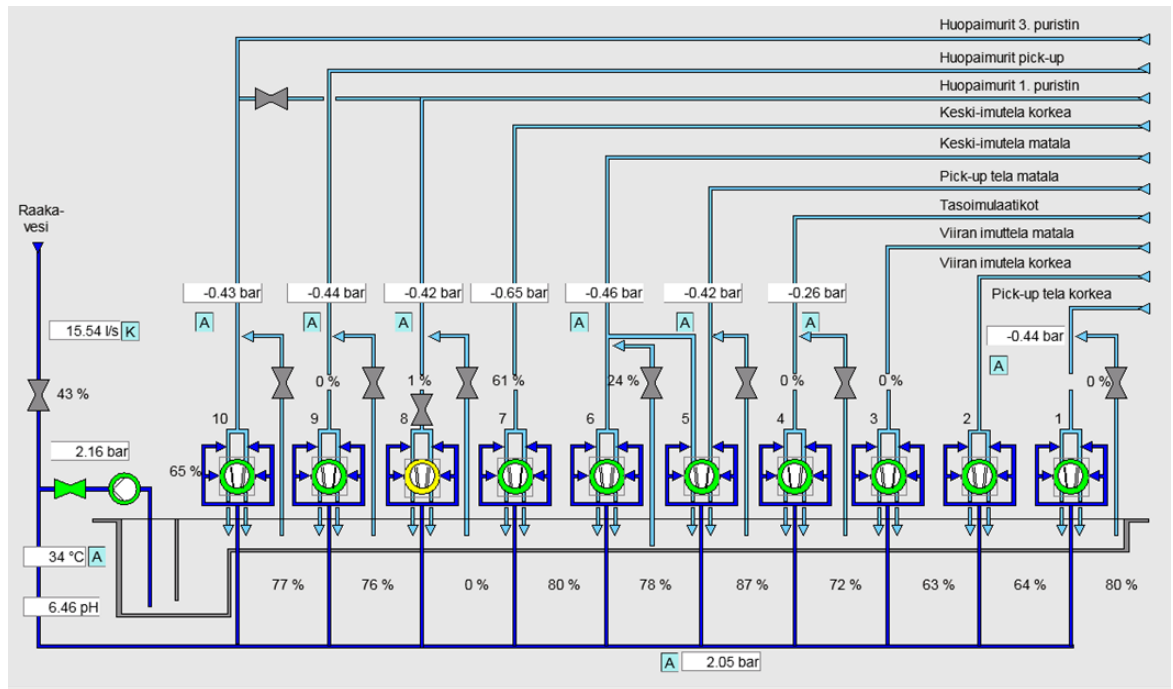 Huopaimurit 3. puristin
Huopaimurit pick-up
Huopaimurit 1. puristin
Keski-imutela korkea
Keski-imutela matala
Pick-up tela matala
Tasoimulaatikot
Viiran imuttela matala
Viiran imutela korkea
Pick-up tela korkea
Raaka-
vesi
-0.43 bar -0.44 bar -0.42 bar -0.65 bar -0.46 bar -0.42 bar -0.26 bar
A A A A A A
-0.44 bar
A
15.54 l/s K
43 %
0 % 1 % 61 % 24 % 0 % 0 % 0 %
10 9 8 7 6 5 4 3 2 1
2.16 bar
65 %
34 °C A
77 % 76 % 0 % 80 % 78 % 87 % 72 % 63 % 64 % 80 %
6.46 pH
A 2.05 bar